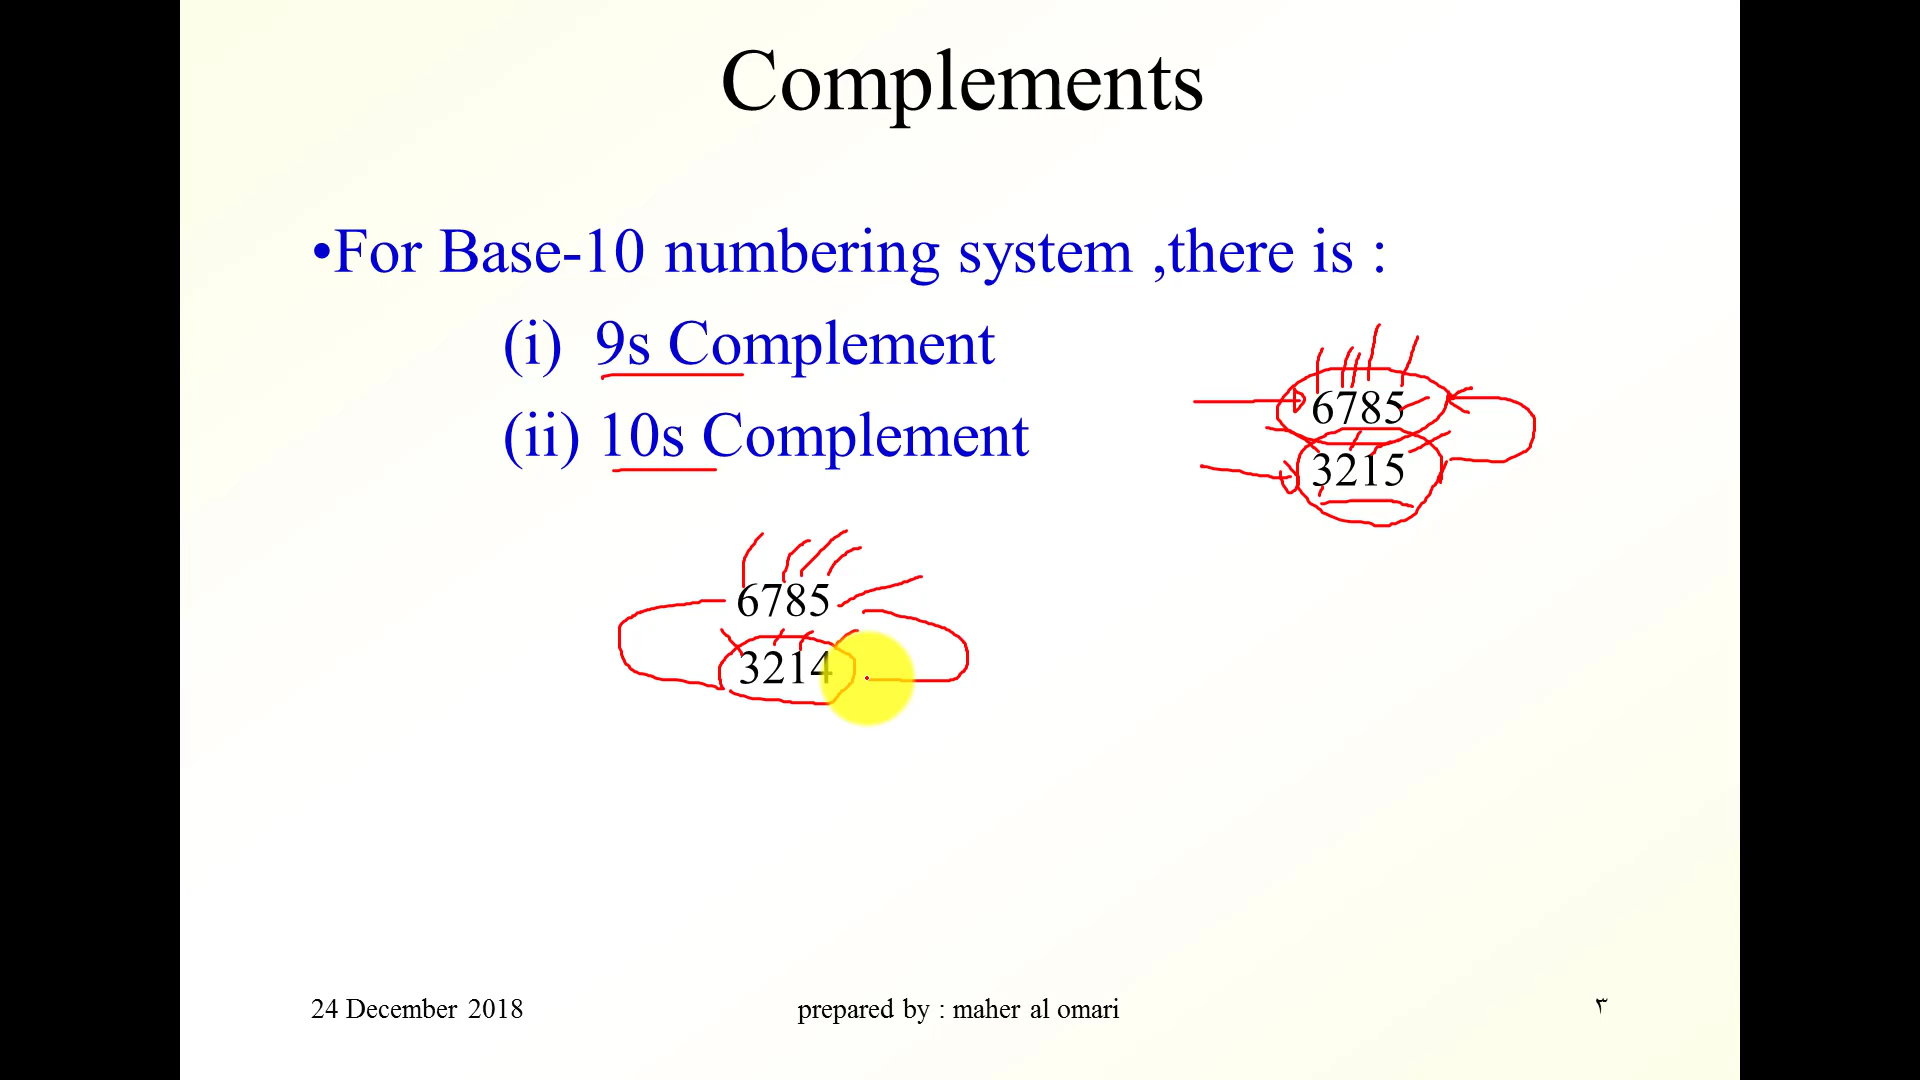 Complements
•For Base-10 numbering system ,there is :
(i) 9s Complement
(ii) 10s Complement
6785
3215
6785
3214
24 December 2018
prepared by : maher al omari
٣